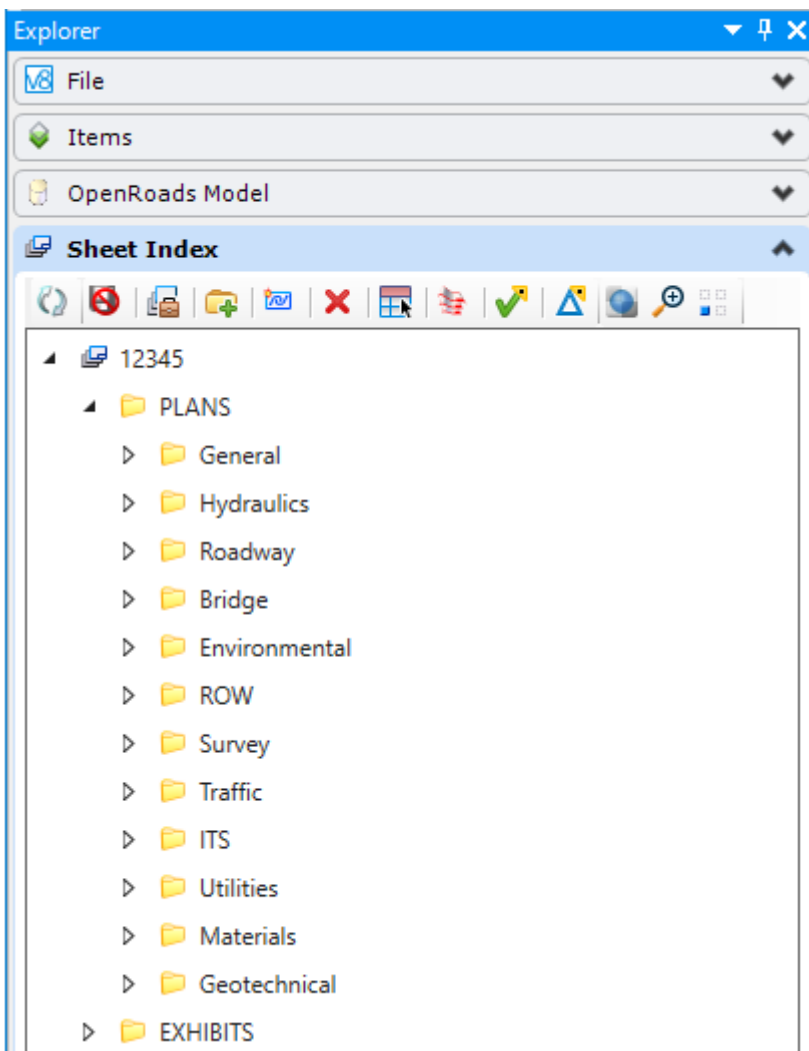 Explorer
File
Items
OpenRoads Model
Sheet Index
12345
PLANS
General
Hydraulics
Roadway
Bridge
Environmental
ROW
Survey
Traffic
ITS
Utilities
Materials
Geotechnical
EXHIBITS